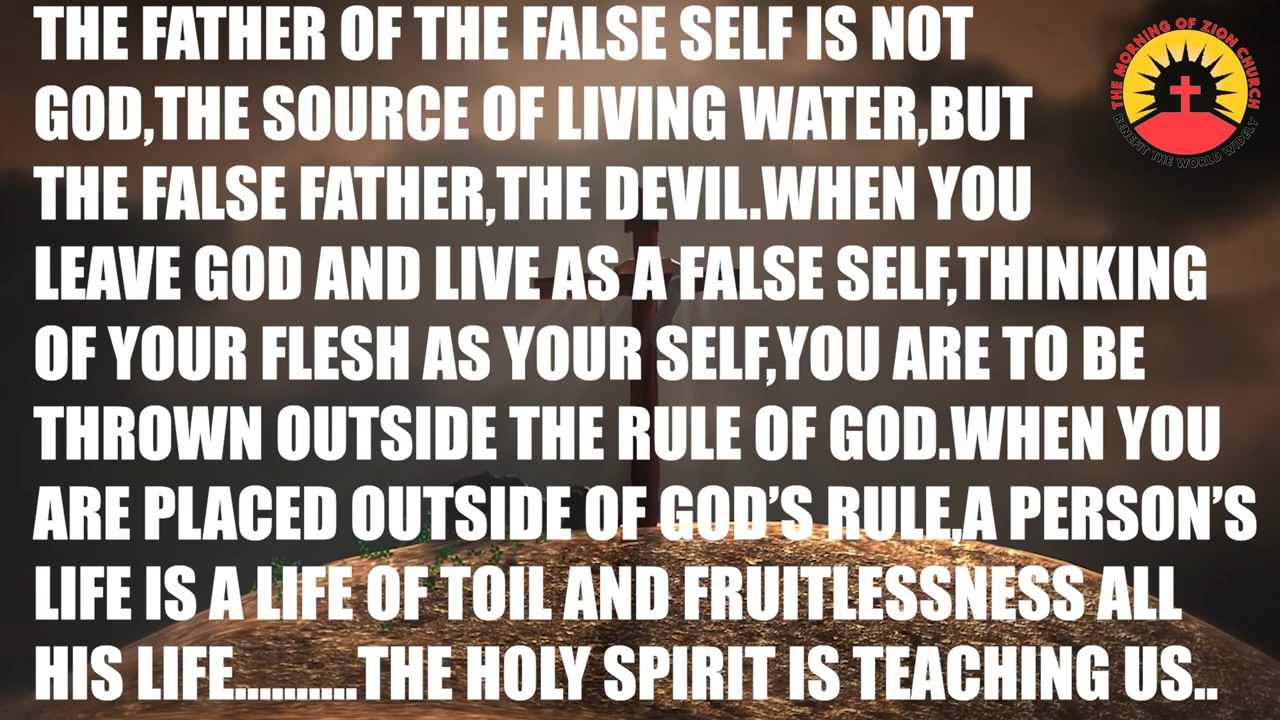 THE FATHER OF THE FALSE SELF IS NOT
GOD,THE SOURCE OF LIVING WATER,BUT
THE FALSE FATHER,THE DEVIL.WHEN YOU
LEAVE GOD AND LIVE AS A FALSE SELF,THINKING
OF YOUR FLESH AS YOUR SELF,YOU ARE TO BE
THROWN OUTSIDE THE RULE OF GOD.WHEN YOU
ARE PLACED OUTSIDE OF GOD’S RULE,A PERSON’S
LIFE IS A LIFE OF TOIL AND FRUITLESSNESS ALL
HIS LIFE..........THE HOLY SPIRIT IS TEACHING US..
THE MORNING OF ZION CHURCH
BENEFIT THE WORLD WIDELY